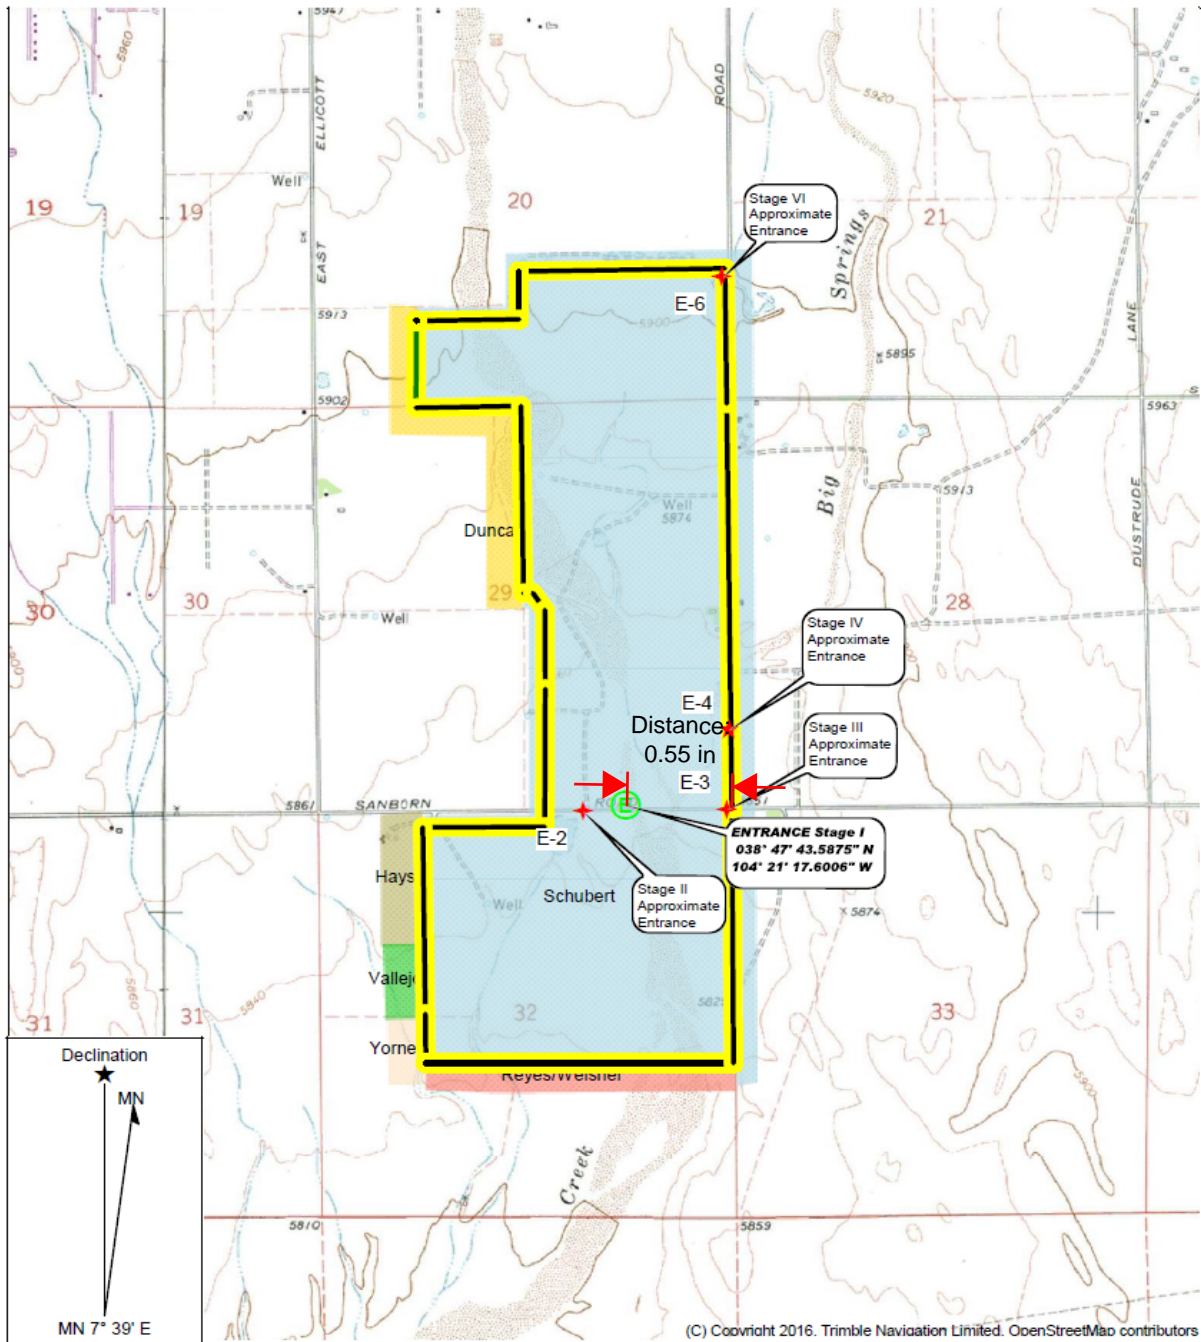 5947
5960
ELLICOTT
ROAD
5920
Well
19
19
20
21
Stage VI
Approximate
Entrance
Springs
EAST
E-6
5913
5900
5895
LANE
5902
5963
Big
5913
Well
5874
Dunca
DUSTRUDE
29
30
30
28
Well
Stage IV
Approximate
Entrance
E-4
Distance:
0.55 in
Stage III
Approximate
Entrance
E-3
5861
SANBORN
E
E-2
ENTRANCE Stage I
038° 47' 43.5875" N
104° 21' 17.6006" W
Hays
Schubert
Well
Stage II
Approximate
Entrance
5874
Vallej
5860
5840
31
31
32
5825
33
Yorne
Reyes/Weisner
5900
Declination
MN
Creek
5810
5859
MN 7° 39' E
(C) Copyright 2016, Trimble Navigation Limited, OpenStreetMap contributors